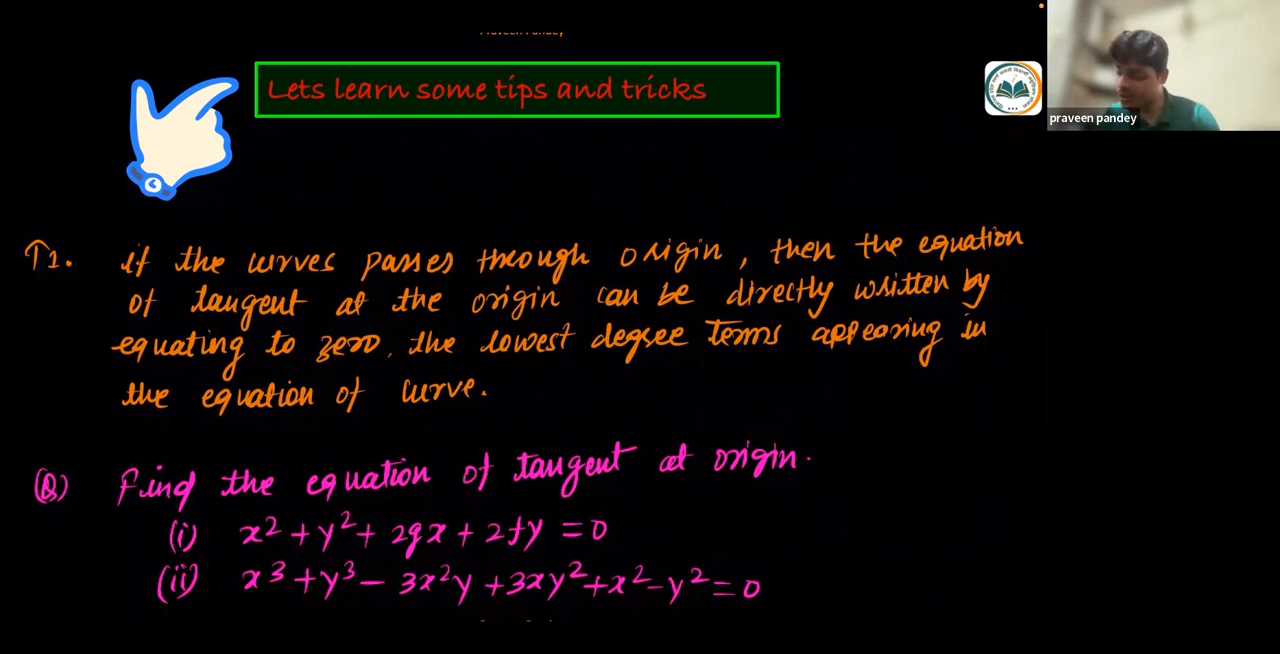 Lets learn some tips and tricks
praveen pandey
T1. if the curves passes through origin, then the equation
of tangent at the origin can be directly written by
equating to zero, the lowest degree terms appearing in
the equation of curve.
(Q) Find the equation of tangent at origin.
(i) x² + y² + 2gx + 2fy = 0
(ii) x³ + y³ – 3x²y + 3xy² + x² – y² = 0